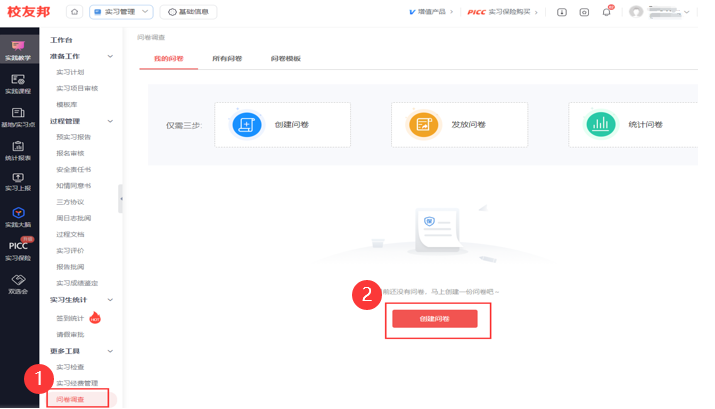 校友邦
实习管理
基础信息
增值产品
PICC 实习保险购买
实践教学
实践课程
基地/实习点
统计报表
实习上报
实践大脑
PICC
实习保险
双选会
工作台
准备工作
实习计划
实习项目审核
模板库
过程管理
预实习报告
报名审核
安全责任书
知情同意书
三方协议
周日志批阅
过程文档
实习评价
报告批阅
实习成绩鉴定
实习生统计
签到统计
HOT
请假审批
更多工具
实习检查
实习经费管理
问卷调查
1
问卷调查
我的问卷
所有问卷
问卷模板
仅需三步:
创建问卷
发放问卷
统计问卷
2
前还没有问卷，马上创建一份问卷吧~
创建问卷